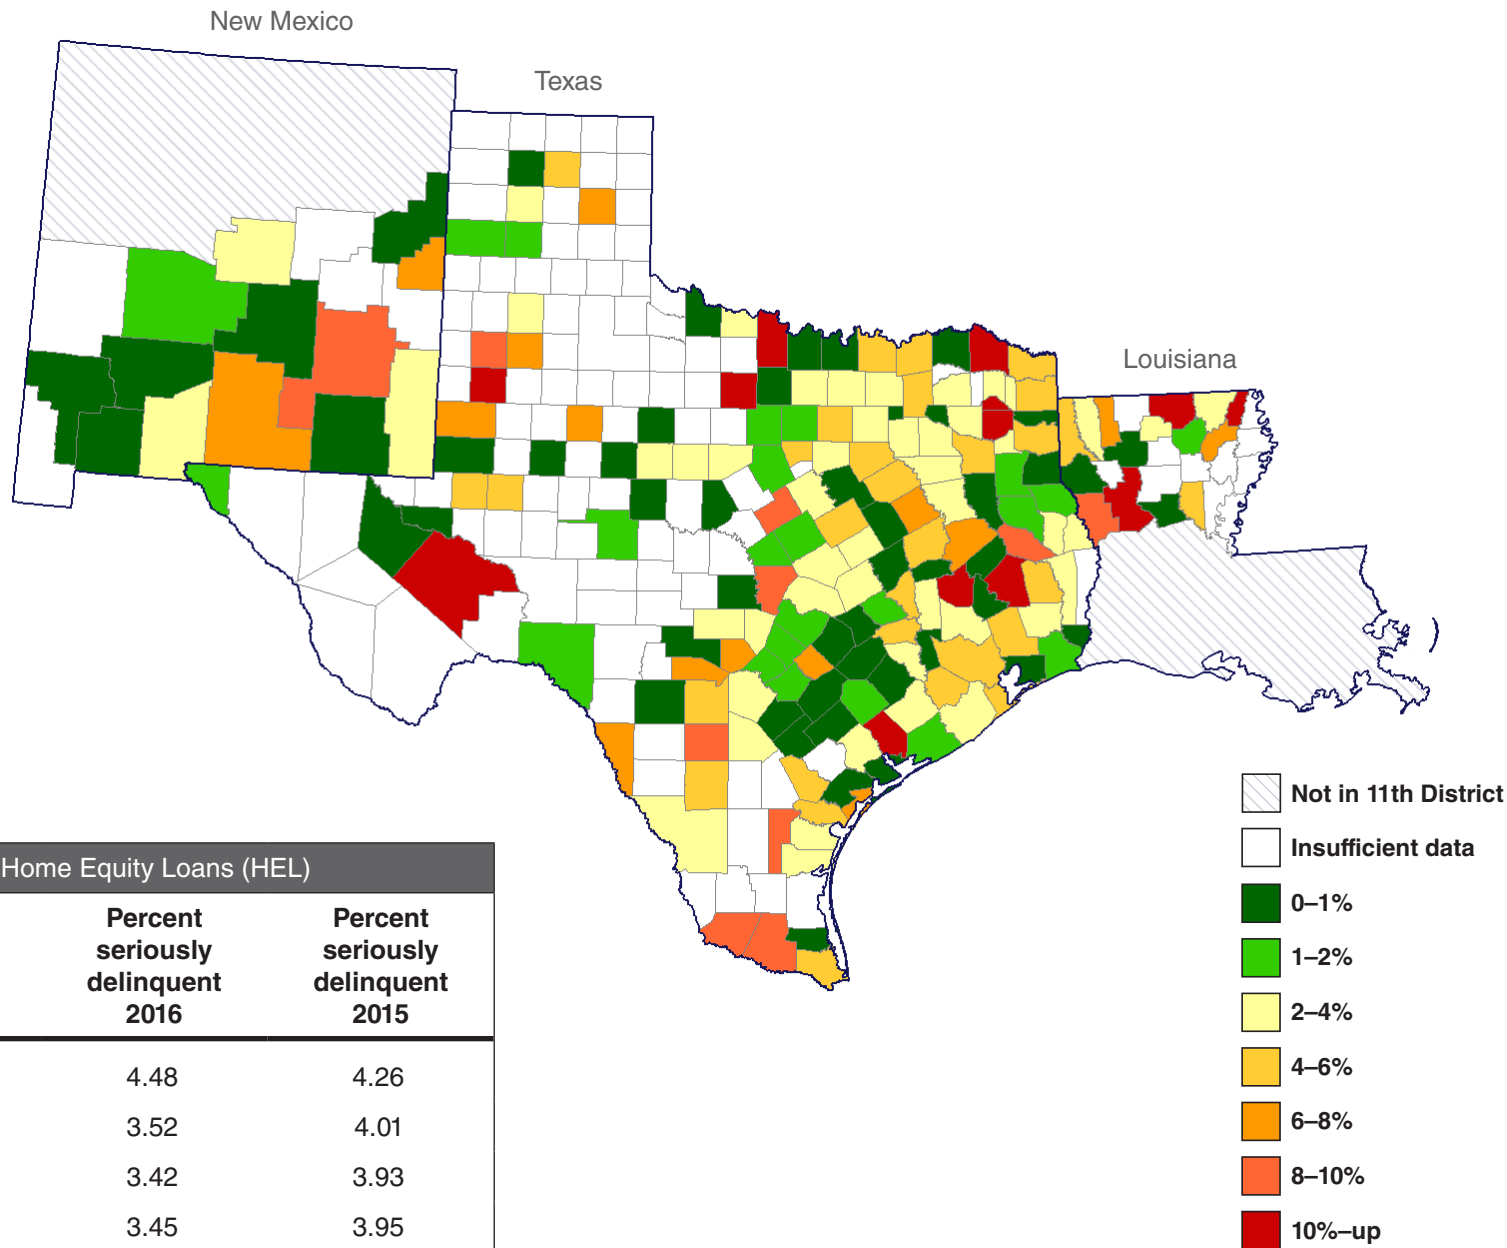 New Mexico
Texas
Louisiana
Not in 11th District
Insufficient data
0–1%
1–2%
2–4%
4–6%
6–8%
8–10%
10%–up
Home Equity Loans (HEL)
Percent seriously delinquent 2016
Percent seriously delinquent 2015
4.48 4.26
3.52 4.01
3.42 3.93
3.45 3.95